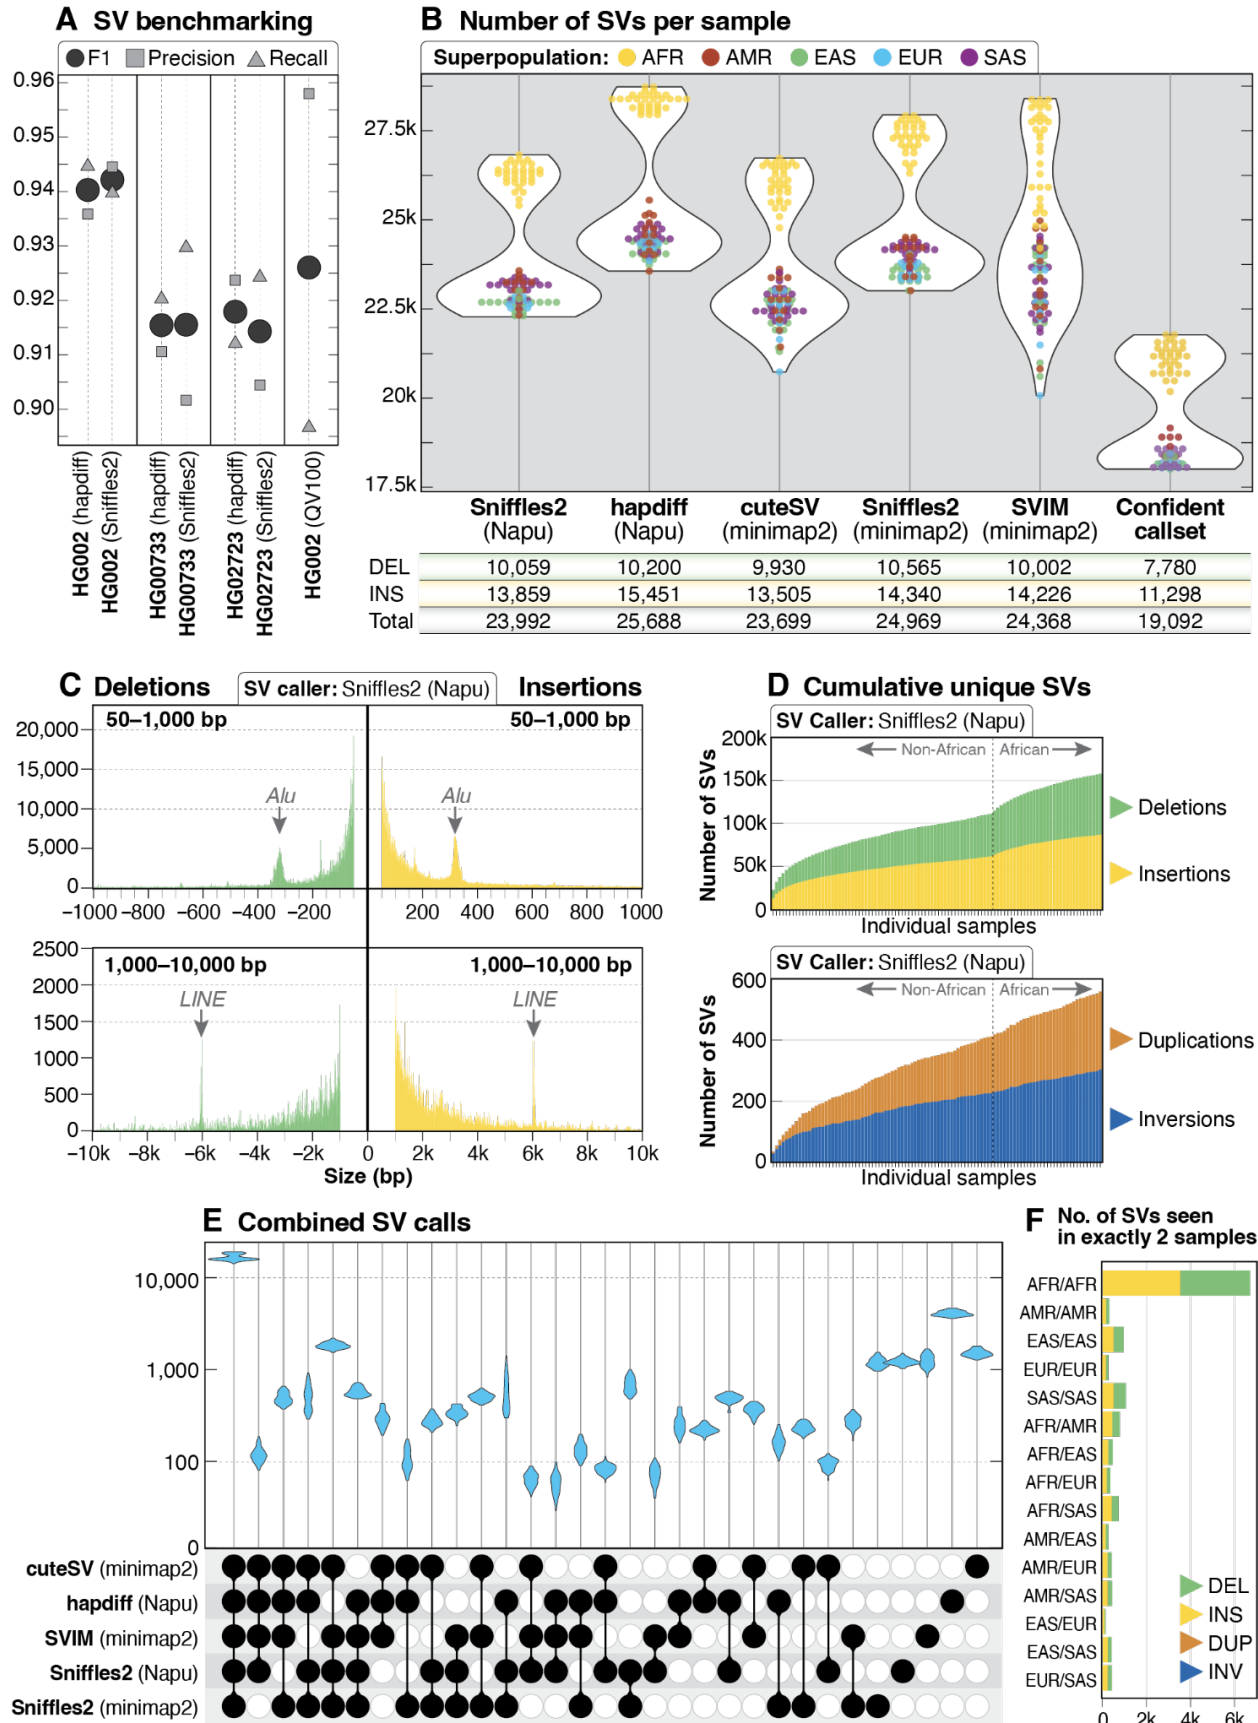 A SV benchmarking
F1 Precision Recall
0.96
0.95
0.94
0.93
0.92
0.91
0.90
HG002 (hapdiff)
HG002 (Sniffles2)
HG00733 (hapdiff)
HG00733 (Sniffles2)
HG02723 (hapdiff)
HG02723 (Sniffles2)
HG002 (QV100)
B Number of SVs per sample
Superpopulation: AFR AMR EAS EUR SAS
27.5k
25k
22.5k
20k
17.5k
Sniffles2 hapdiff cuteSV Sniffles2 SVIM Confident
(Napu) (Napu) (minimap2) (minimap2) (minimap2) callset
DEL 10,059 10,200 9,930 10,565 10,002 7,780
INS 13,859 15,451 13,505 14,340 14,226 11,298
Total 23,992 25,688 23,699 24,969 24,368 19,092
C Deletions SV caller: Sniffles2 (Napu) Insertions
50–1,000 bp 50–1,000 bp
20,000
15,000
10,000
5,000
0
Alu Alu
−1000 −800 −600 −400 −200 200 400 600 800 1000
1,000–10,000 bp 1,000–10,000 bp
2500
2000
1500
1000
500
0
LINE LINE
−10k −8k −6k −4k −2k 0 2k 4k 6k 8k 10k
Size (bp)
D Cumulative unique SVs
SV Caller: Sniffles2 (Napu)
Number of SVs
200k
150k
100k
50k
0
Non-African African
Deletions
Insertions
Individual samples
SV Caller: Sniffles2 (Napu)
Number of SVs
600
400
200
0
Non-African African
Duplications
Inversions
Individual samples
E Combined SV calls
10,000
1,000
100
0
cuteSV (minimap2)
hapdiff (Napu)
SVIM (minimap2)
Sniffles2 (Napu)
Sniffles2 (minimap2)
F No. of SVs seen
in exactly 2 samples
AFR/AFR
AMR/AMR
EAS/EAS
EUR/EUR
SAS/SAS
AFR/AMR
AFR/EAS
AFR/EUR
AFR/SAS
AMR/EAS
AMR/EUR
AMR/SAS
EAS/EUR
EAS/SAS
EUR/SAS
DEL
INS
DUP
INV
0 2k 4k 6k